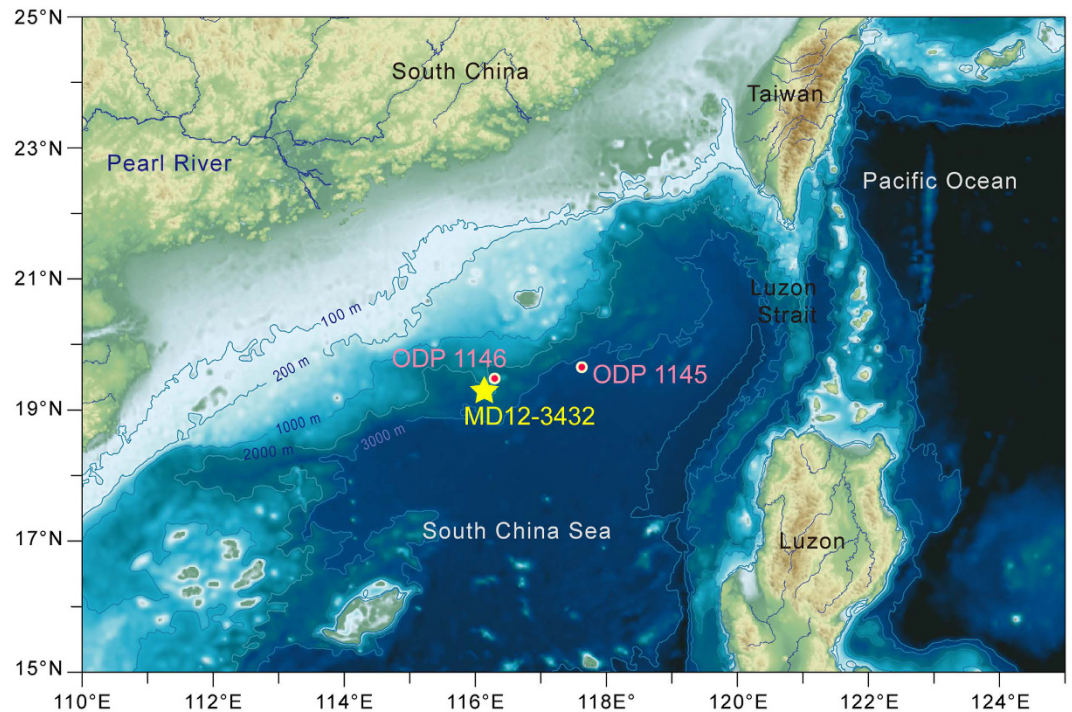 25°N
South China
Taiwan
23°N
Pearl River
Pacific Ocean
21°N
Luzon
Strait
100 m
200 m
ODP 1146
ODP 1145
19°N
MD12-3432
1000 m
2000 m
3000 m
South China Sea
17°N
Luzon
15°N
110°E
112°E
114°E
116°E
118°E
120°E
122°E
124°E